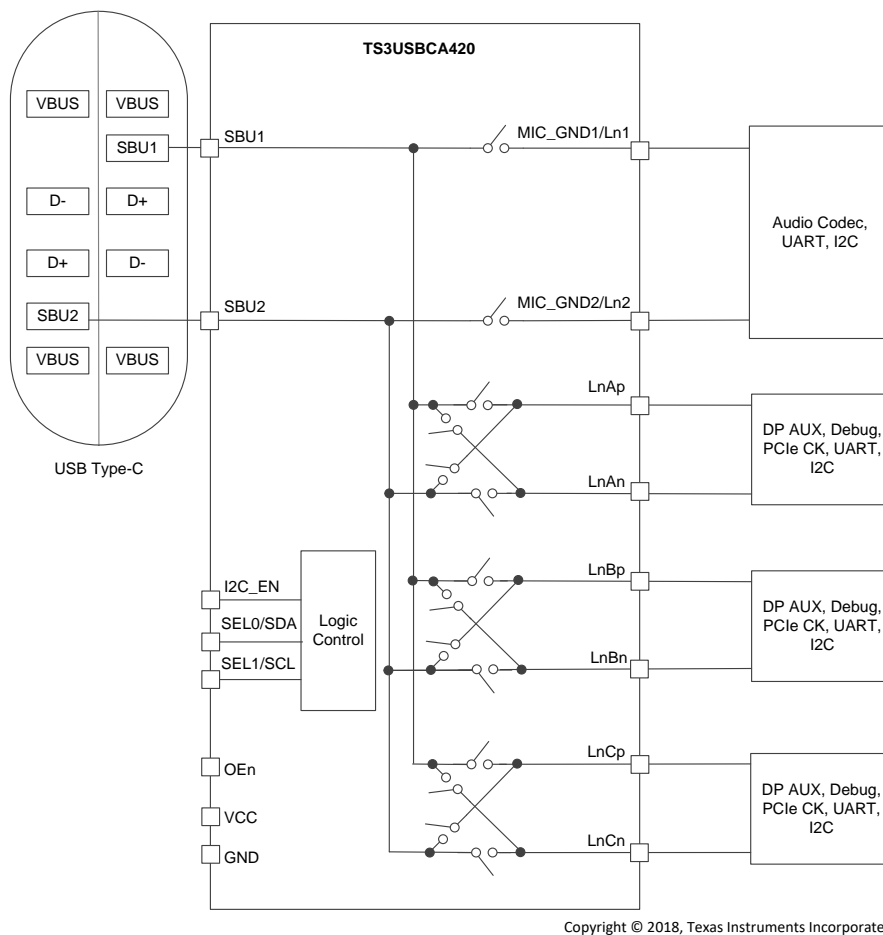 TS3USBCA420
VBUS VBUS
SBU1
D- D+
D+ D-
SBU2
VBUS VBUS
USB Type-C
SBU1
MIC_GND1/Ln1
SBU2
MIC_GND2/Ln2
Audio Codec,
UART, I2C
LnAp
LnAn
DP AUX, Debug,
PCIe CK, UART,
I2C
LnBp
LnBn
DP AUX, Debug,
PCIe CK, UART,
I2C
LnCp
LnCn
DP AUX, Debug,
PCIe CK, UART,
I2C
I2C_EN
SEL0/SDA
SEL1/SCL
Logic
Control
OEn
VCC
GND
Copyright © 2018, Texas Instruments Incorporate